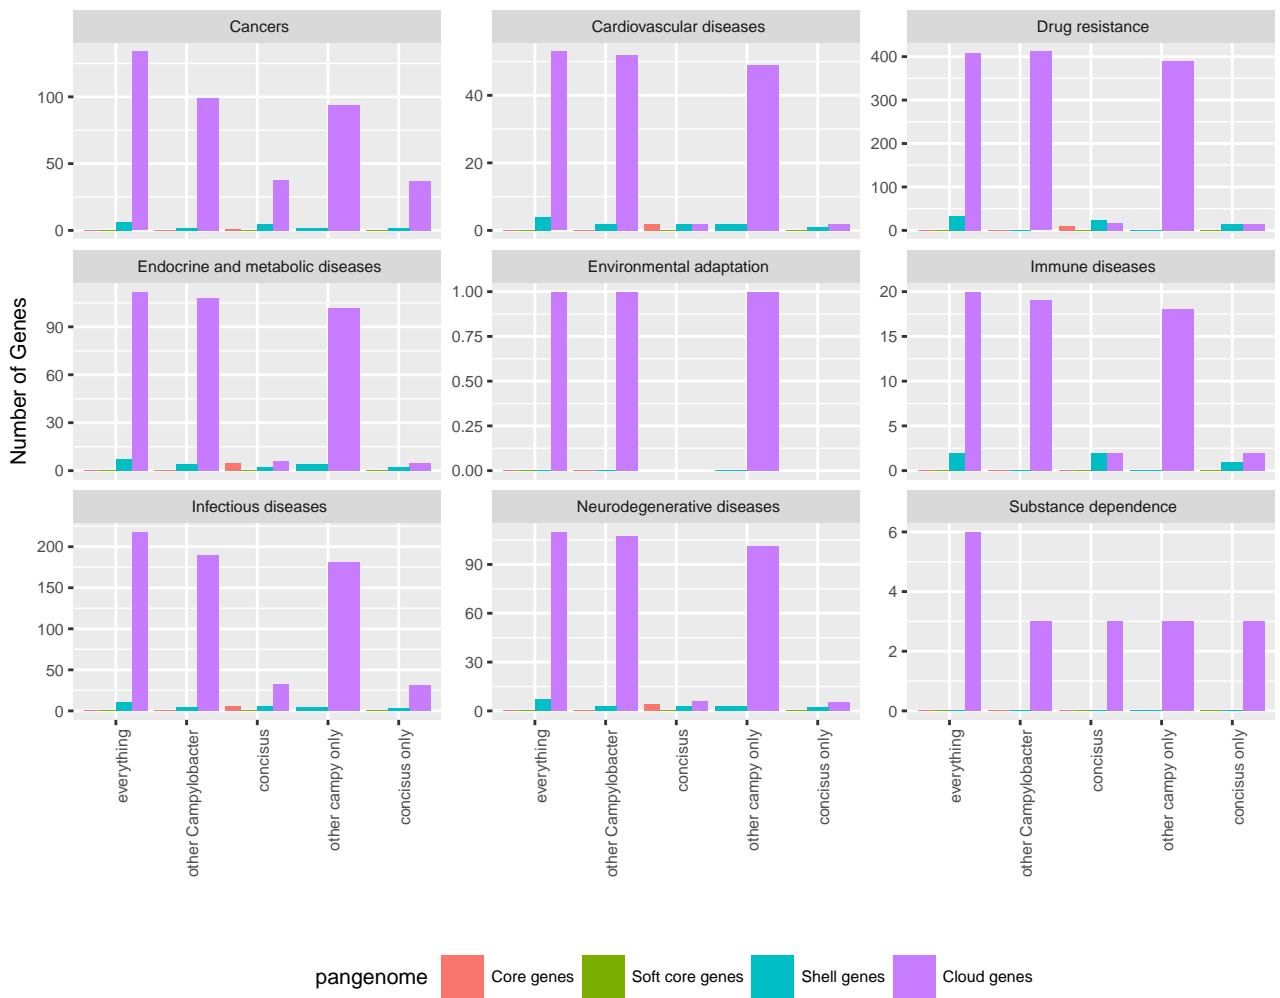 Cancers
Cardiovascular diseases
Drug resistance
100
50
0
40
20
0
400
300
200
100
0
Endocrine and metabolic diseases
Environmental adaptation
Immune diseases
90
60
30
0
1.00
0.75
0.50
0.25
0.00
20
15
10
5
0
Number of Genes
Infectious diseases
Neurodegenerative diseases
Substance dependence
200
150
100
50
0
90
60
30
0
6
4
2
0
everything
other Campylobacter
concisus
other campy only
concisus only
everything
other Campylobacter
concisus
other campy only
concisus only
everything
other Campylobacter
concisus
other campy only
concisus only
pangenome Core genes Soft core genes Shell genes Cloud genes